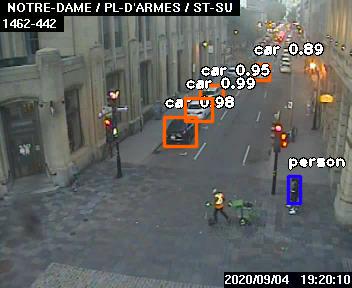 NOTRE-DAME / PL-D'ARMES / ST-SU
1462-442
car 0.89
car 0.95
car 0.99
car 0.98
person
2020/09/04 19:20:10